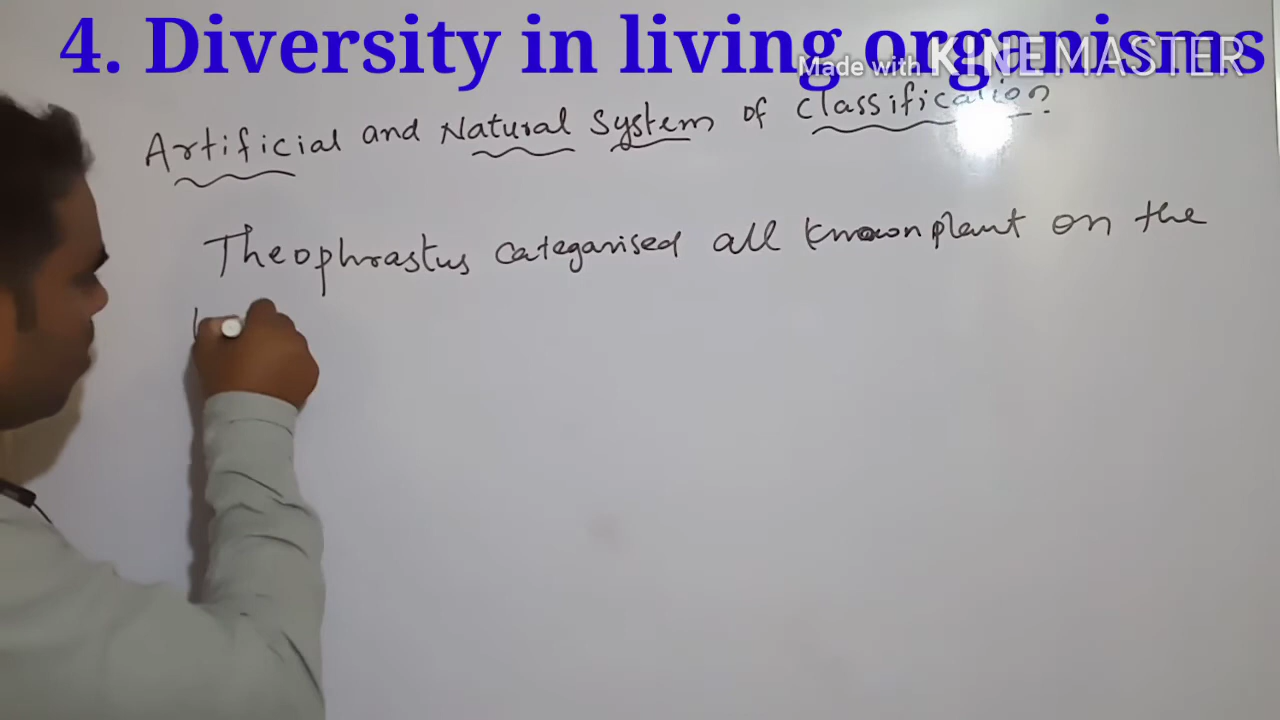 4. Diversity in living organisms
Made with KINEMASTER
Artificial and Natural System of Classification
Theophrastus categarised all known plant on the